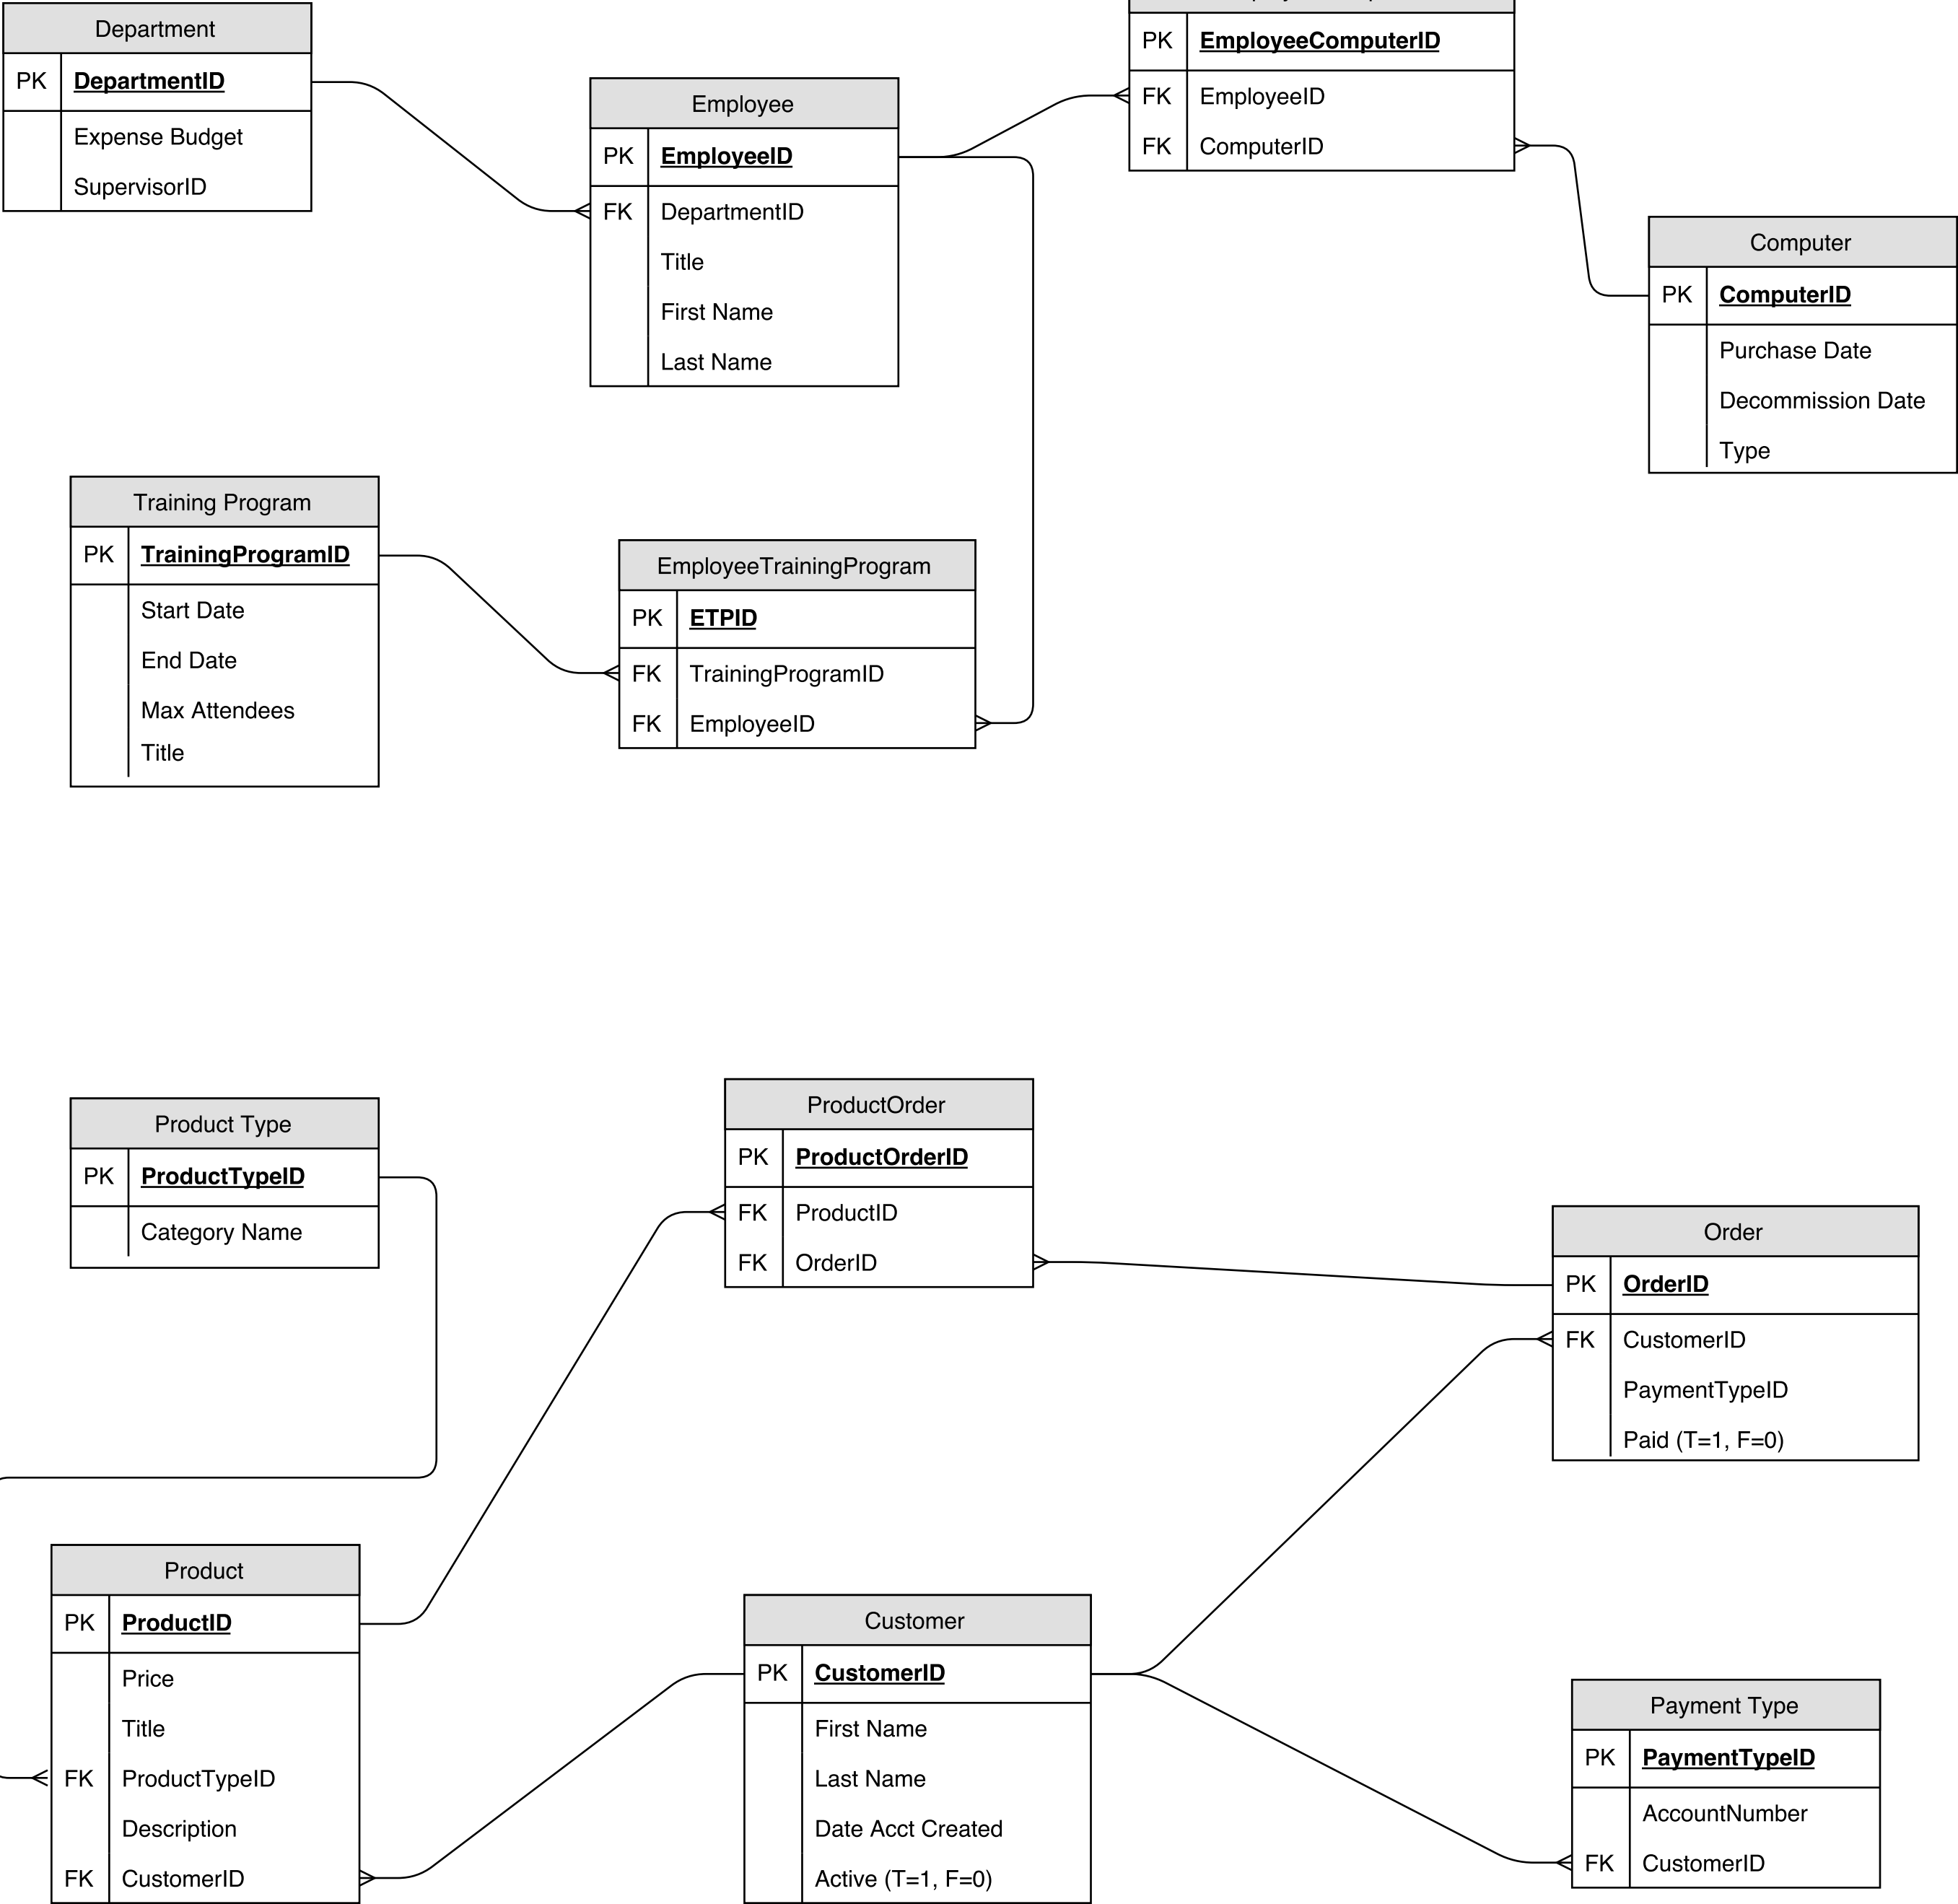 Department
PK DepartmentID
Expense Budget
SupervisorID
Employee
PK EmployeeID
FK DepartmentID
Title
First Name
Last Name
PK EmployeeComputerID
FK EmployeeID
FK ComputerID
Computer
PK ComputerID
Purchase Date
Decommission Date
Type
Training Program
PK TrainingProgramID
Start Date
End Date
Max Attendees
Title
EmployeeTrainingProgram
PK ETPID
FK TrainingProgramID
FK EmployeeID
Product Type
PK ProductTypeID
Category Name
ProductOrder
PK ProductOrderID
FK ProductID
FK OrderID
Order
PK OrderID
FK CustomerID
PaymentTypeID
Paid (T=1, F=0)
Product
PK ProductID
Price
Title
FK ProductTypeID
Description
FK CustomerID
Customer
PK CustomerID
First Name
Last Name
Date Acct Created
Active (T=1, F=0)
Payment Type
PK PaymentTypeID
AccountNumber
FK CustomerID